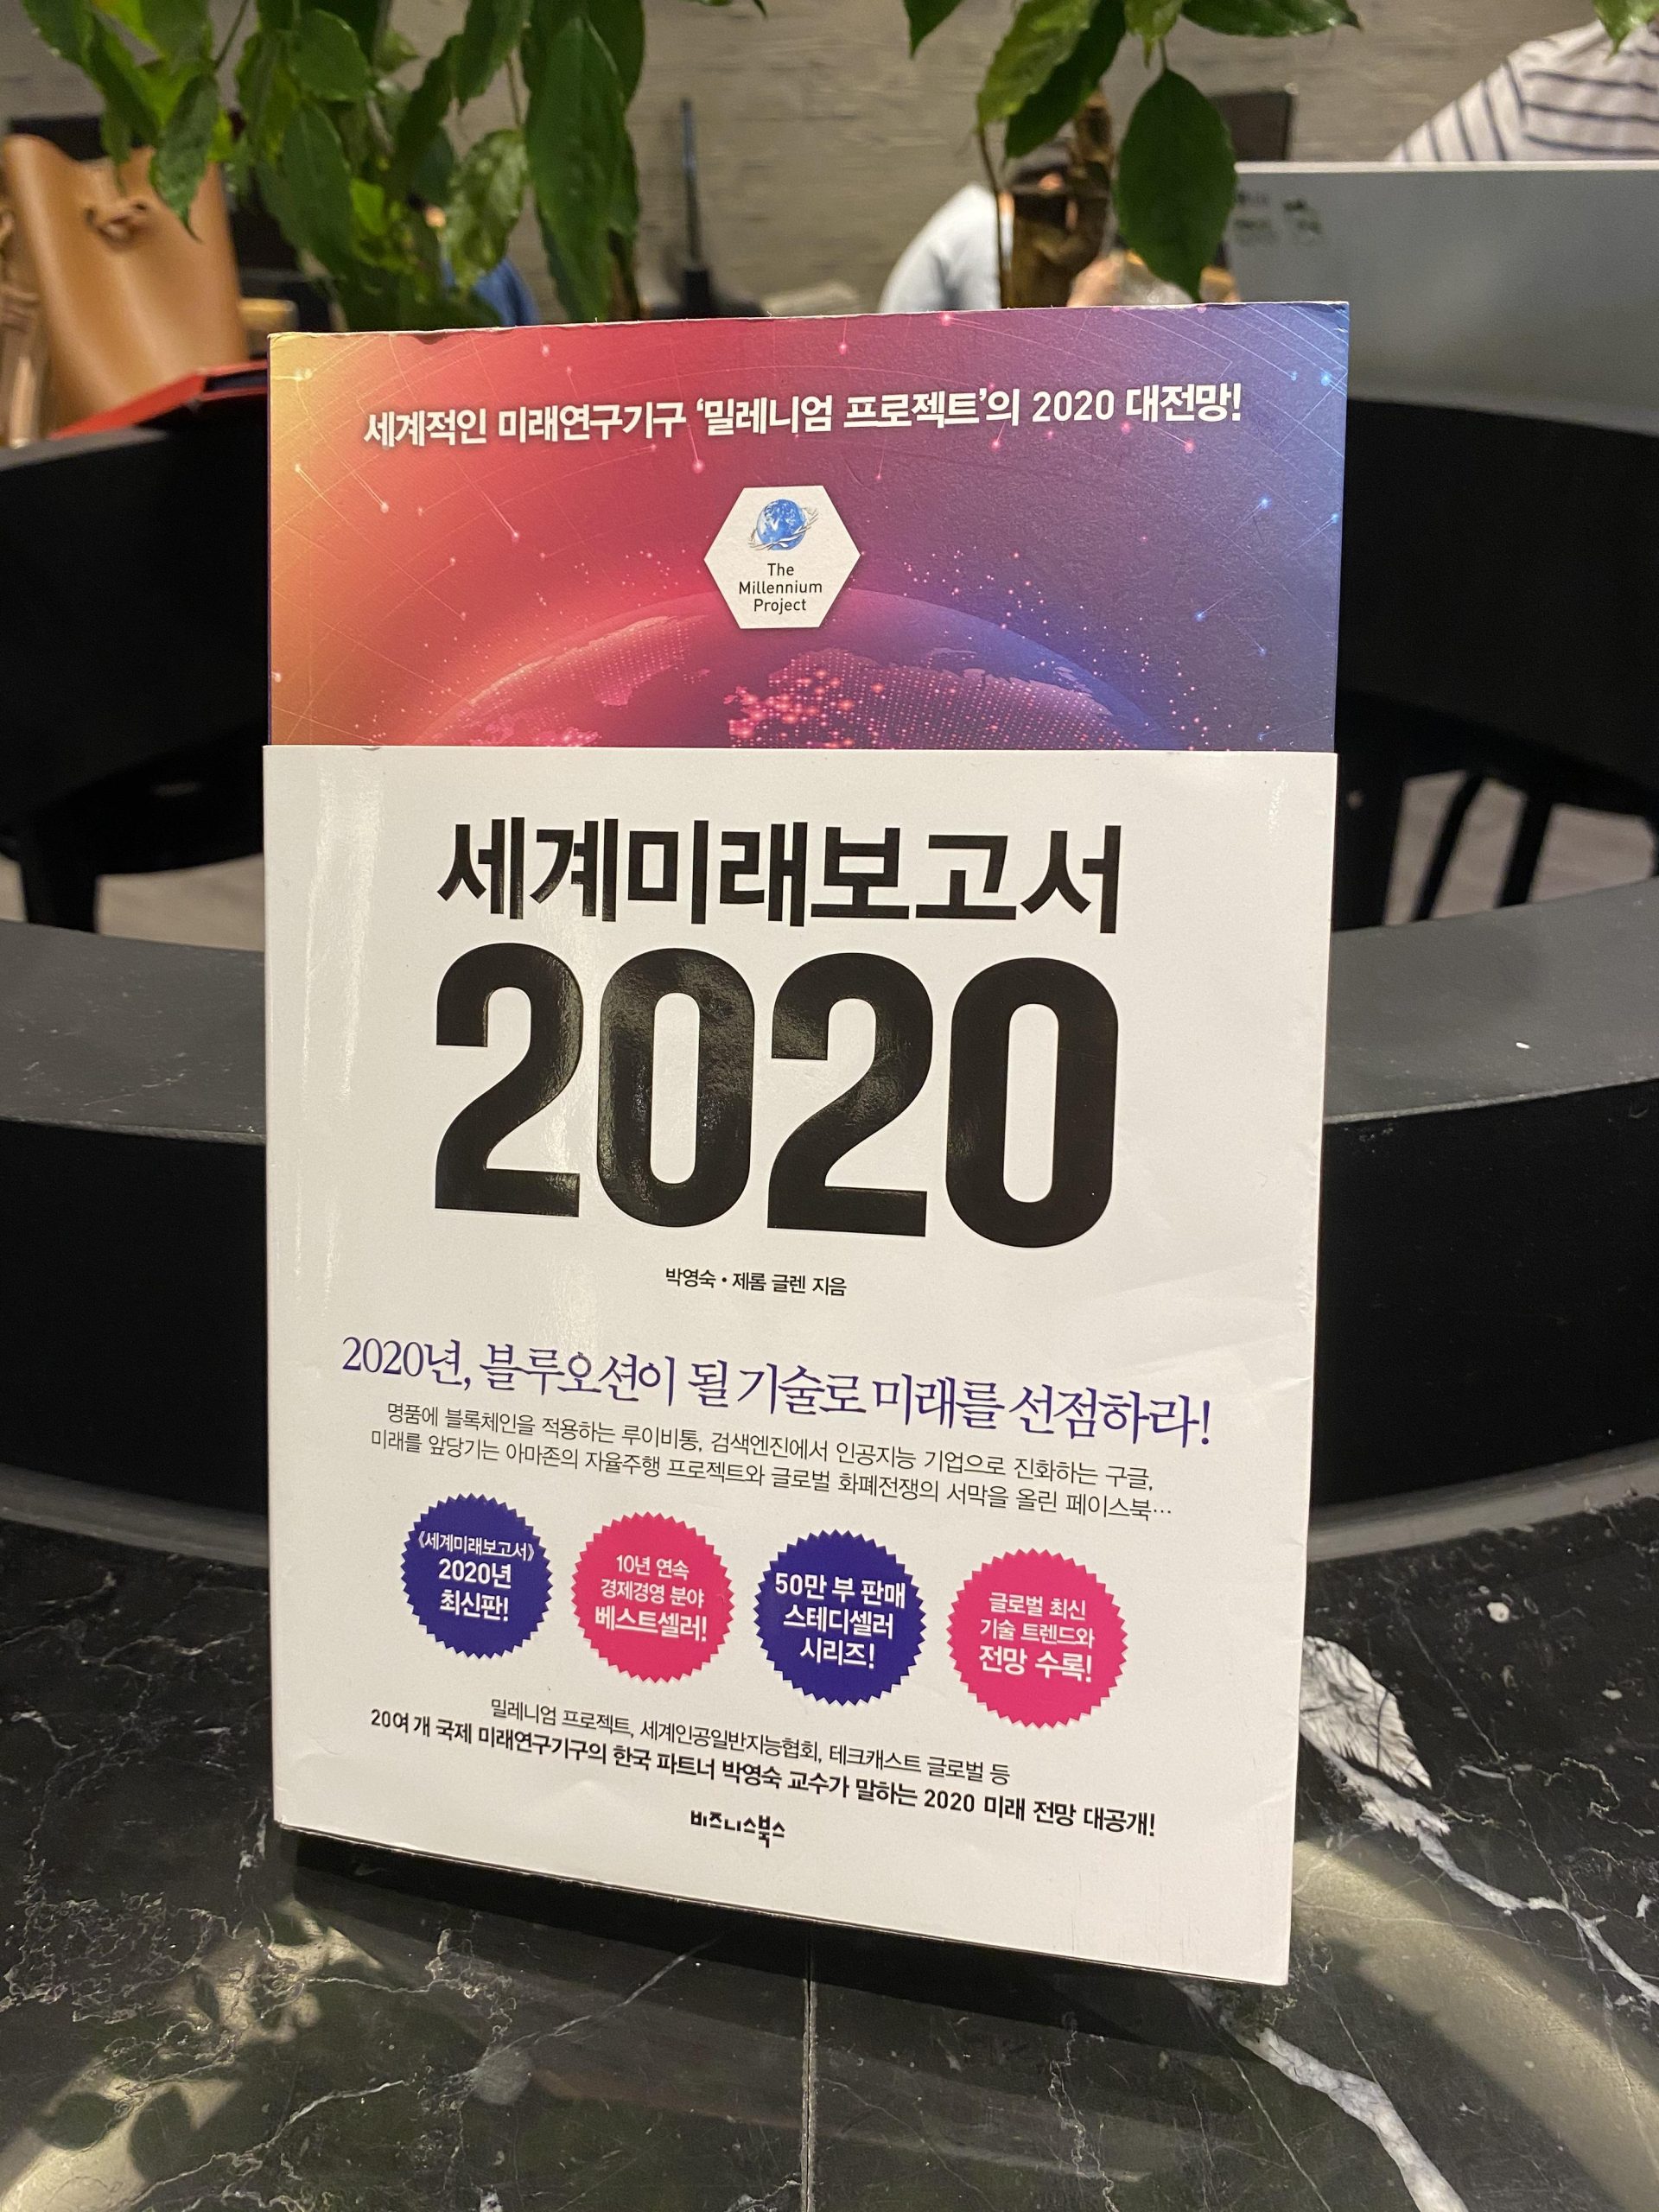 세계적인 미래연구기구 ‘밀레니엄 프로젝트’의 2020 대전망!
The
Millennium
Project
세계미래보고서
2020
박영숙 • 제롬 글렌 지음
2020년, 블루오션이 될 기술로 미래를 선점하라!
명품에 블록체인을 적용하는 루이비통, 검색엔진에서 인공지능 기업으로 진화하는 구글,
미래를 앞당기는 아마존의 자율주행 프로젝트와 글로벌 화폐전쟁의 서막을 올린 페이스북…
《세계미래보고서》
2020년
최신판!
10년 연속
경제경영 분야
베스트셀러!
50만 부 판매
스테디셀러
시리즈!
글로벌 최신
기술 트렌드와
전망 수록!
밀레니엄 프로젝트, 세계인공일반지능협회, 테크캐스트 글로벌 등
20여 개 국제 미래연구기구의 한국 파트너 박영숙 교수가 말하는 2020 미래 전망 대공개!
비즈니스북스